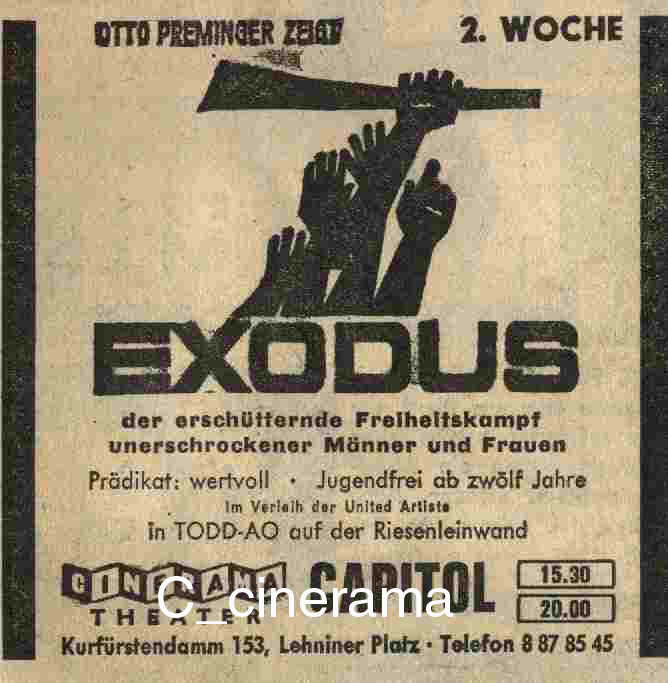 OTTO PREMINGER ZEIGT
2. WOCHE
EXODUS
der erschütternde Freiheitskampf
unerschrockener Männer und Frauen
Prädikat: wertvoll · Jugendfrei ab zwölf Jahre
Im Verleih der United Artists
in TODD-AO auf der Riesenleinwand
CINERAMA CAPITOL 15.30
THEATER 20.00
C_cinerama
Kurfürstendamm 153, Lehniner Platz · Telefon 8 87 85 45